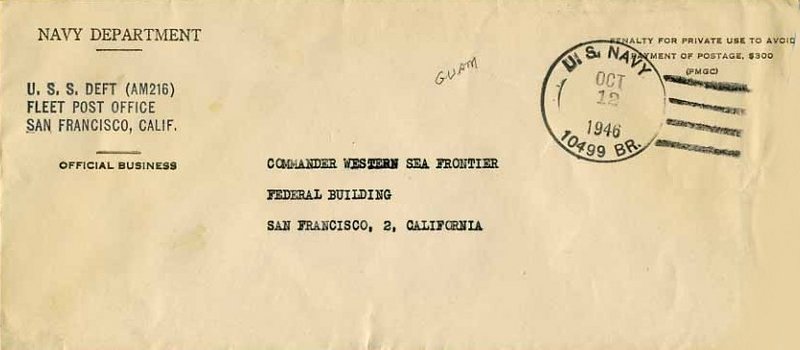 NAVY DEPARTMENT
U. S. S. DEFT (AM216)
FLEET POST OFFICE
SAN FRANCISCO, CALIF.
OFFICIAL BUSINESS
GUAM
PENALTY FOR PRIVATE USE TO AVOID
PAYMENT OF POSTAGE, $300
(PMGC)
U. S. NAVY
OCT
12
1946
10499 BR.
COMMANDER WESTERN SEA FRONTIER
FEDERAL BUILDING
SAN FRANCISCO, 2, CALIFORNIA